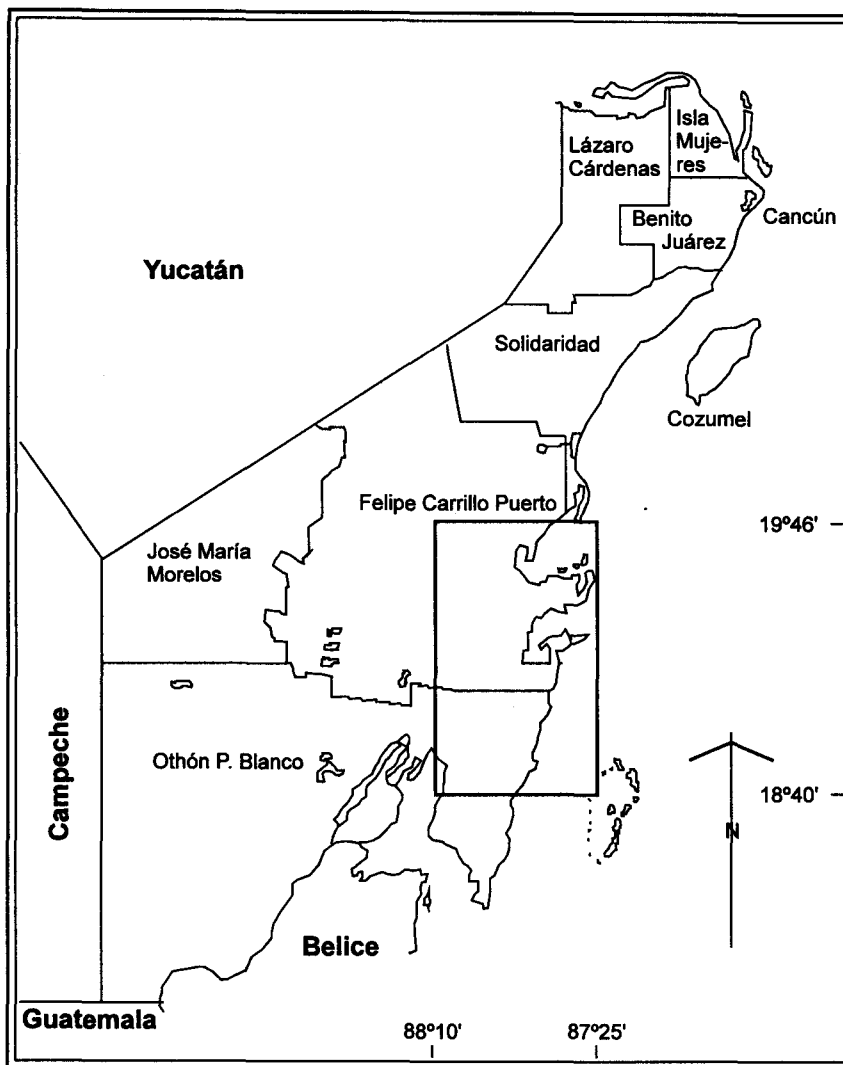 Isla
Muje-
res
Lázaro
Cárdenas
Benito
Juárez
Cancún
Yucatán
Solidaridad
Cozumel
Felipe Carrillo Puerto
19º46'
José María
Morelos
Campeche
Othón P. Blanco
18º40'
N
Belice
Guatemala
88º10'
87º25'